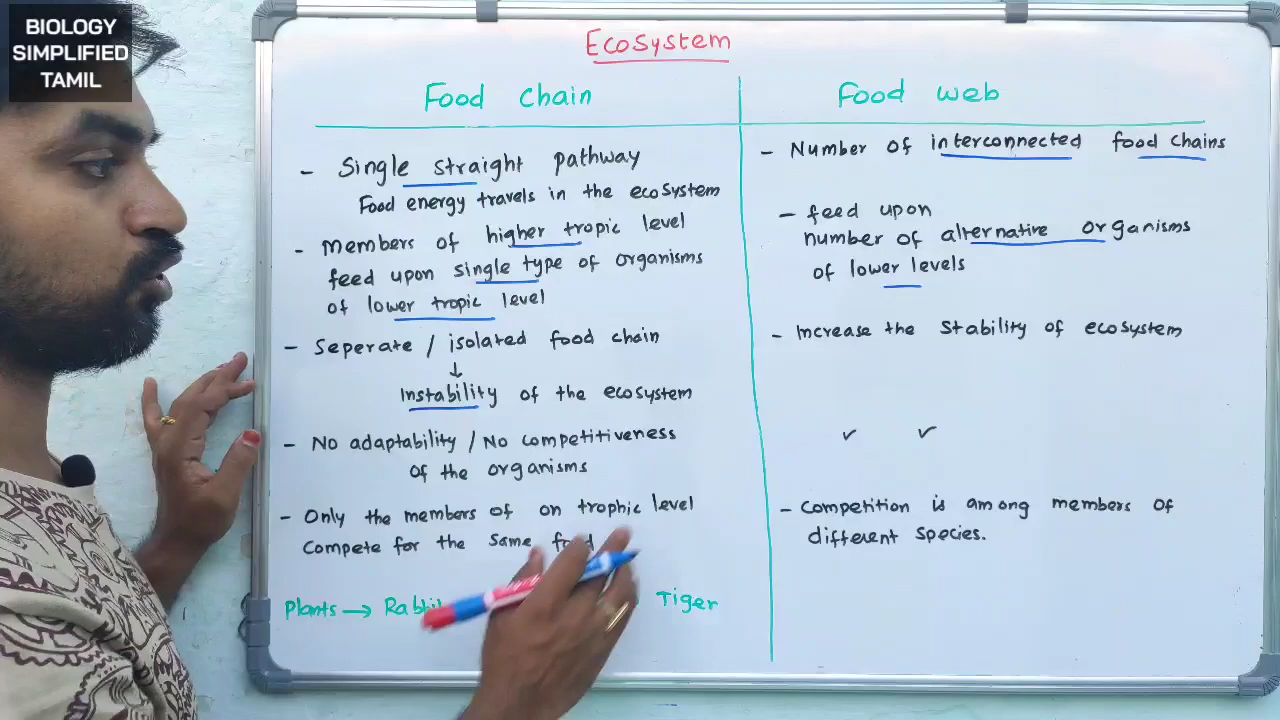 BIOLOGY
SIMPLIFIED
TAMIL
Ecosystem
Food chain
- Single straight pathway
Food energy travels in the ecosystem
- Members of higher tropic level
feed upon single type of organisms
of lower tropic level
- Seperate / isolated food chain
↓
Instability of the ecosystem
- No adaptability / No competitiveness
of the organisms
- Only the members of on trophic level
Compete for the same
Plants → Tiger
Food web
- Number of interconnected food chains
- feed upon
number of alternative organisms
of lower levels
- Increase the stability of ecosystem
✓ ✓
- Competition is among members of
different species.